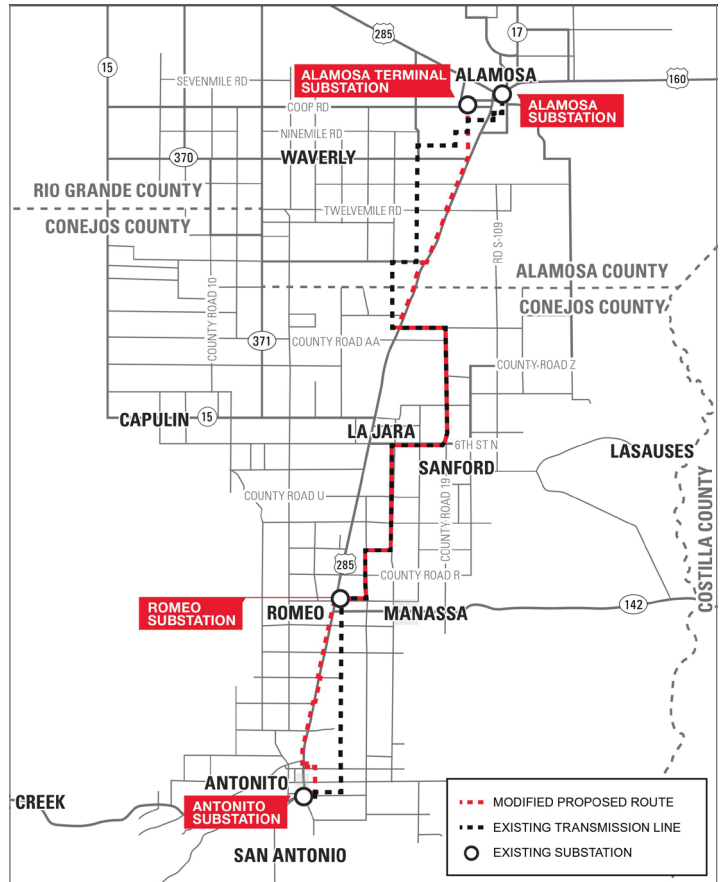 285
17
15
ALAMOSA TERMINAL
SUBSTATION
ALAMOSA
160
SEVENMILE RD
COOP RD
ALAMOSA
SUBSTATION
NINEMILE RD
370
WAVERLY
RIO GRANDE COUNTY
CONEJOS COUNTY
TWELVEMILE RD
RD S-109
ALAMOSA COUNTY
CONEJOS COUNTY
COUNTY ROAD 10
371
COUNTY ROAD AA
COUNTY ROAD Z
CAPULIN
15
LA JARA
6TH ST N
SANFORD
LASAUSES
COUNTY ROAD U
COUNTY ROAD 19
COSTILLA COUNTY
285
COUNTY ROAD R
ROMEO
SUBSTATION
ROMEO
MANASSA
142
ANTONITO
CREEK
ANTONITO
SUBSTATION
SAN ANTONIO
MODIFIED PROPOSED ROUTE
EXISTING TRANSMISSION LINE
EXISTING SUBSTATION